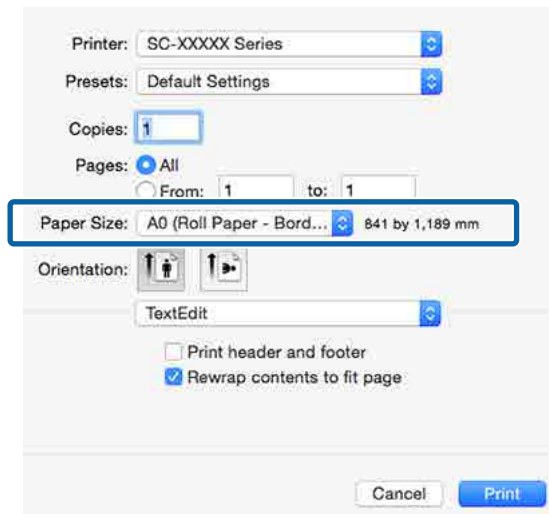 Printer: SC-XXXXX Series
Presets: Default Settings
Copies: 1
Pages: All
From: 1 to: 1
Paper Size: A0 (Roll Paper - Bord... 841 by 1,189 mm
Orientation:
TextEdit
Print header and footer
Rewrap contents to fit page
Cancel Print